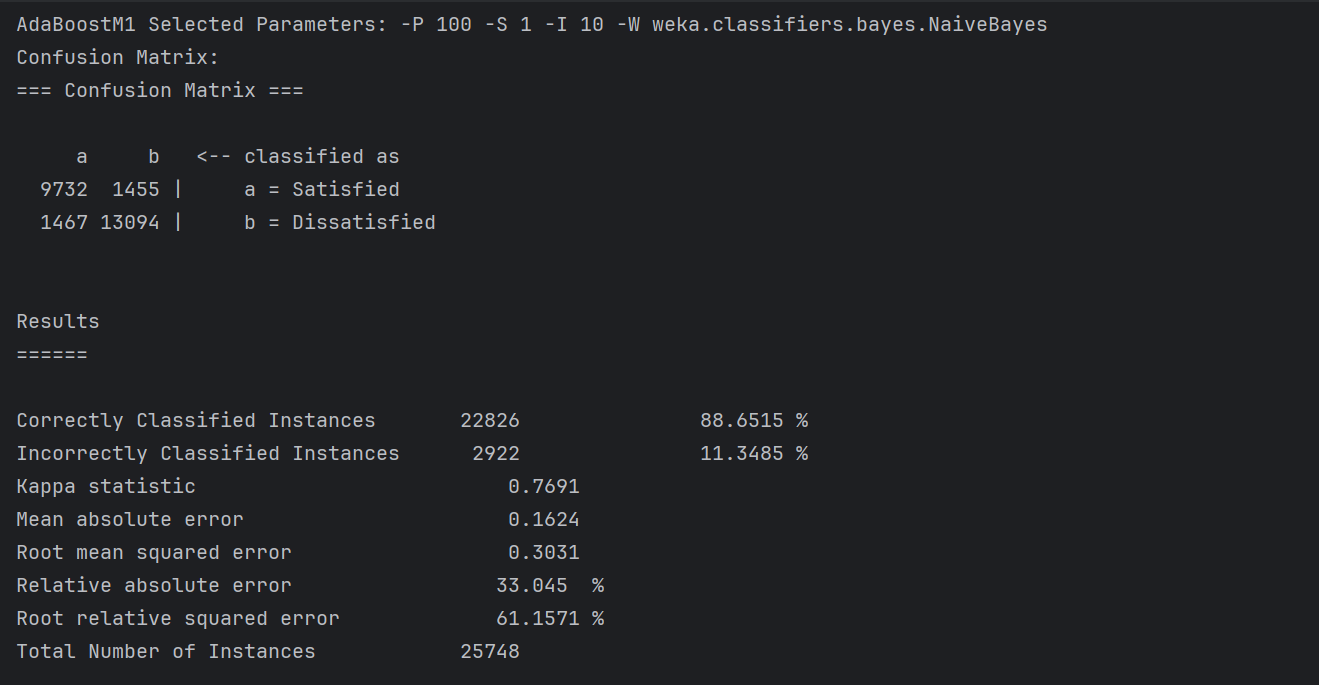 AdaBoostM1 Selected Parameters: -P 100 -S 1 -I 10 -W weka.classifiers.bayes.NaiveBayes
Confusion Matrix:
=== Confusion Matrix ===
a     b   <-- classified as
9732  1455 |     a = Satisfied
1467 13094 |     b = Dissatisfied
Results
======
Correctly Classified Instances       22826               88.6515 %
Incorrectly Classified Instances      2922               11.3485 %
Kappa statistic                          0.7691
Mean absolute error                      0.1624
Root mean squared error                  0.3031
Relative absolute error                 33.045  %
Root relative squared error             61.1571 %
Total Number of Instances            25748